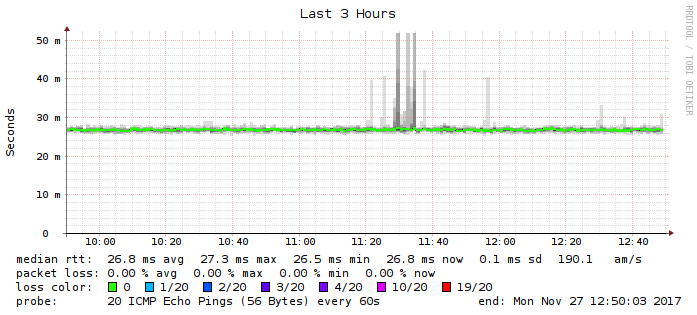 Last 3 Hours
RRDTOOL / TOBI OETIKER
Seconds
50 m
40 m
30 m
20 m
10 m
0
10:00 10:20 10:40 11:00 11:20 11:40 12:00 12:20 12:40
median rtt: 26.8 ms avg 27.3 ms max 26.5 ms min 26.8 ms now 0.1 ms sd 190.1 am/s
packet loss: 0.00 % avg 0.00 % max 0.00 % min 0.00 % now
loss color: 0 1/20 2/20 3/20 4/20 10/20 19/20
probe: 20 ICMP Echo Pings (56 Bytes) every 60s end: Mon Nov 27 12:50:03 2017